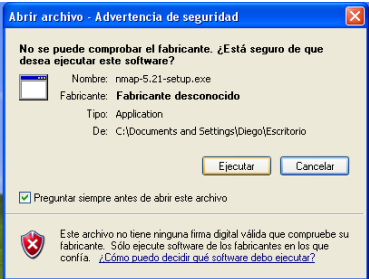 Abrir archivo - Advertencia de seguridad
No se puede comprobar el fabricante. ¿Está seguro de que
desea ejecutar este software?
Nombre: nmap-5.21-setup.exe
Fabricante: Fabricante desconocido
Tipo: Application
De: C:\Documents and Settings\Diego\Escritorio
Ejecutar Cancelar
Preguntar siempre antes de abrir este archivo
Este archivo no tiene ninguna firma digital válida que compruebe su
fabricante. Sólo ejecute software de los fabricantes en los que
confía. ¿Cómo puedo decidir qué software debo ejecutar?